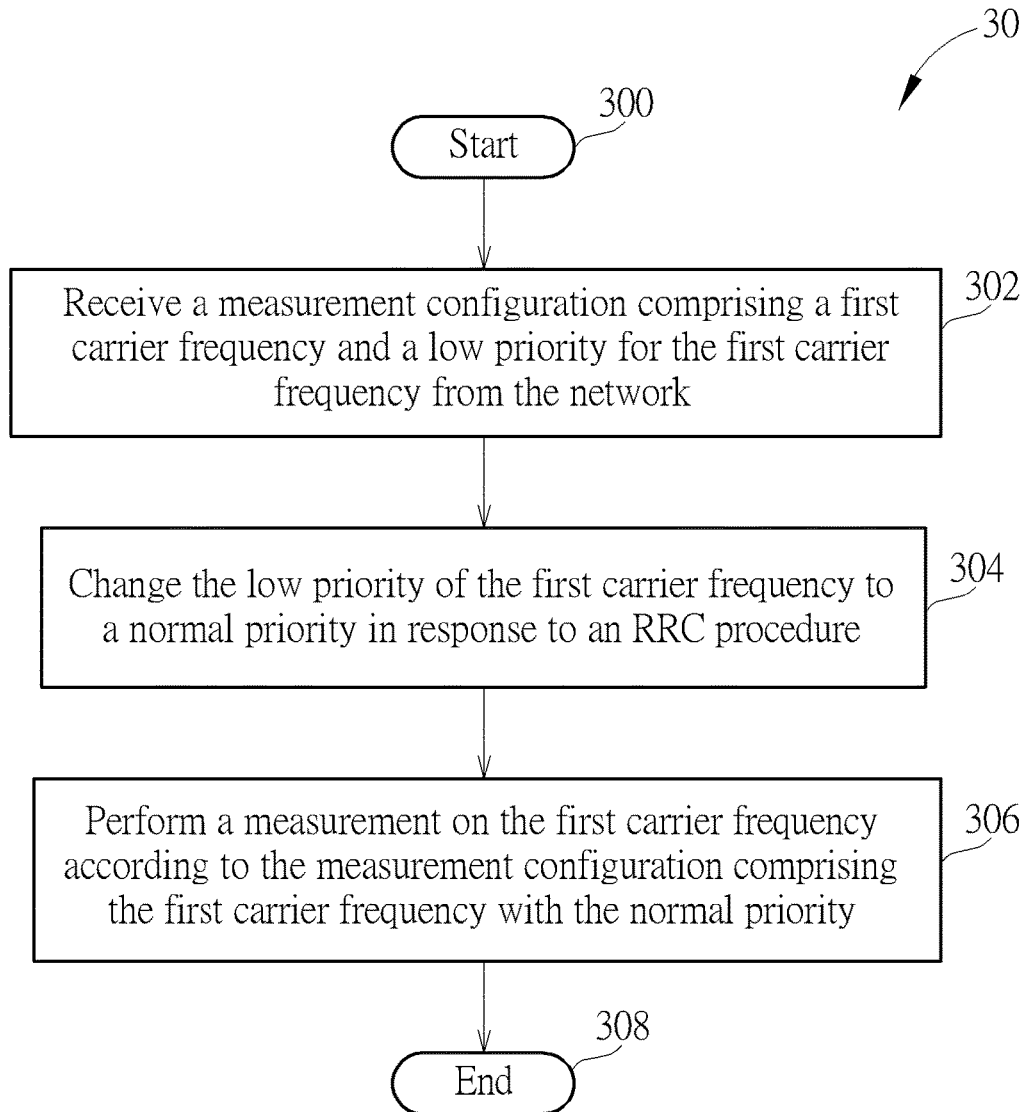 30
300
Start
302
Receive a measurement configuration comprising a first
carrier frequency and a low priority for the first carrier
frequency from the network
304
Change the low priority of the first carrier frequency to
a normal priority in response to an RRC procedure
306
Perform a measurement on the first carrier frequency
according to the measurement configuration comprising
the first carrier frequency with the normal priority
308
End